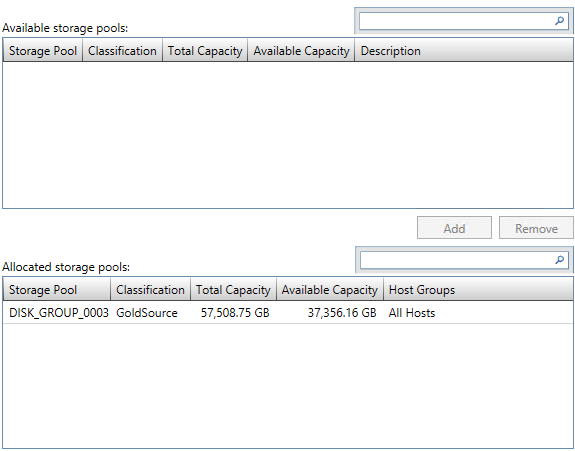 Available storage pools:
Storage Pool Classification Total Capacity Available Capacity Description
Add Remove
Allocated storage pools:
Storage Pool Classification Total Capacity Available Capacity Host Groups
DISK_GROUP_0003 GoldSource 57,508.75 GB 37,356.16 GB All Hosts